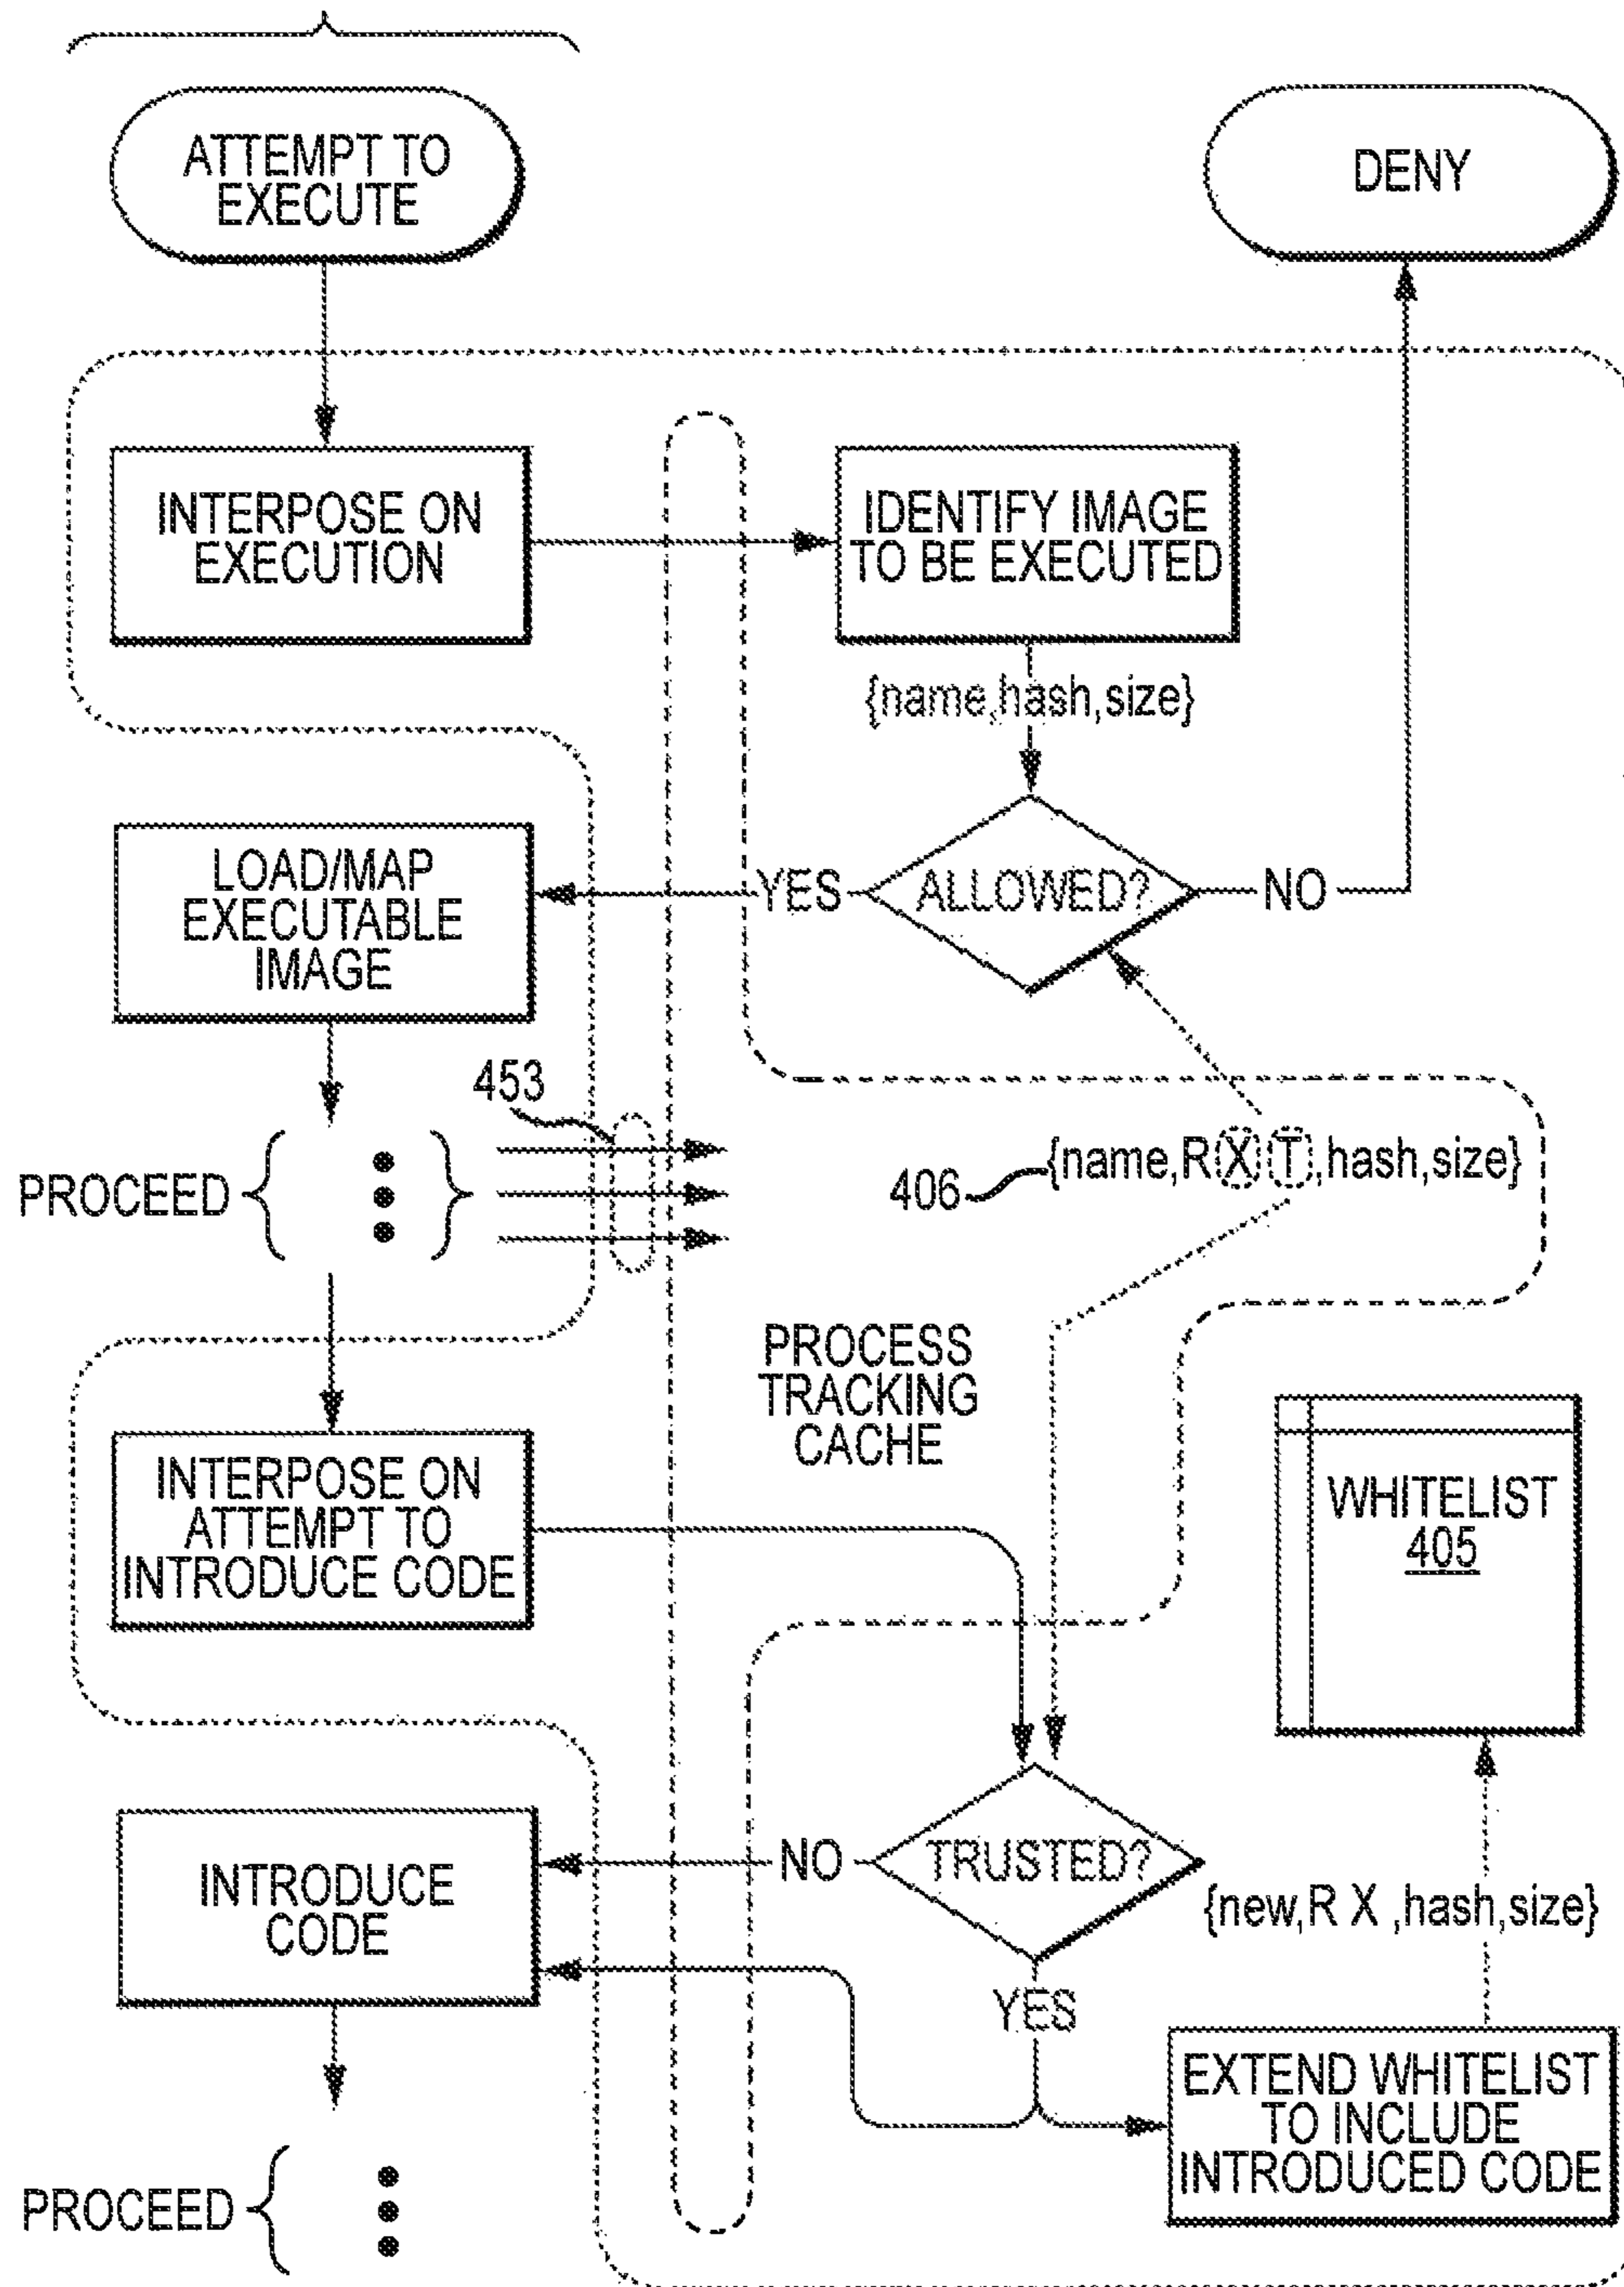 ATTEMPT TO
EXECUTE
DENY
INTERPOSE ON
EXECUTION
IDENTIFY IMAGE
TO BE EXECUTED
{name,hash,size}
LOAD/MAP
EXECUTABLE
IMAGE
YES
ALLOWED?
NO
453
PROCEED {
}
406
{name,R X T ,hash,size}
PROCESS
TRACKING
CACHE
INTERPOSE ON
ATTEMPT TO
INTRODUCE CODE
WHITELIST
405
INTRODUCE
CODE
NO
TRUSTED?
{new,R X ,hash,size}
YES
EXTEND WHITELIST
TO INCLUDE
INTRODUCED CODE
PROCEED {